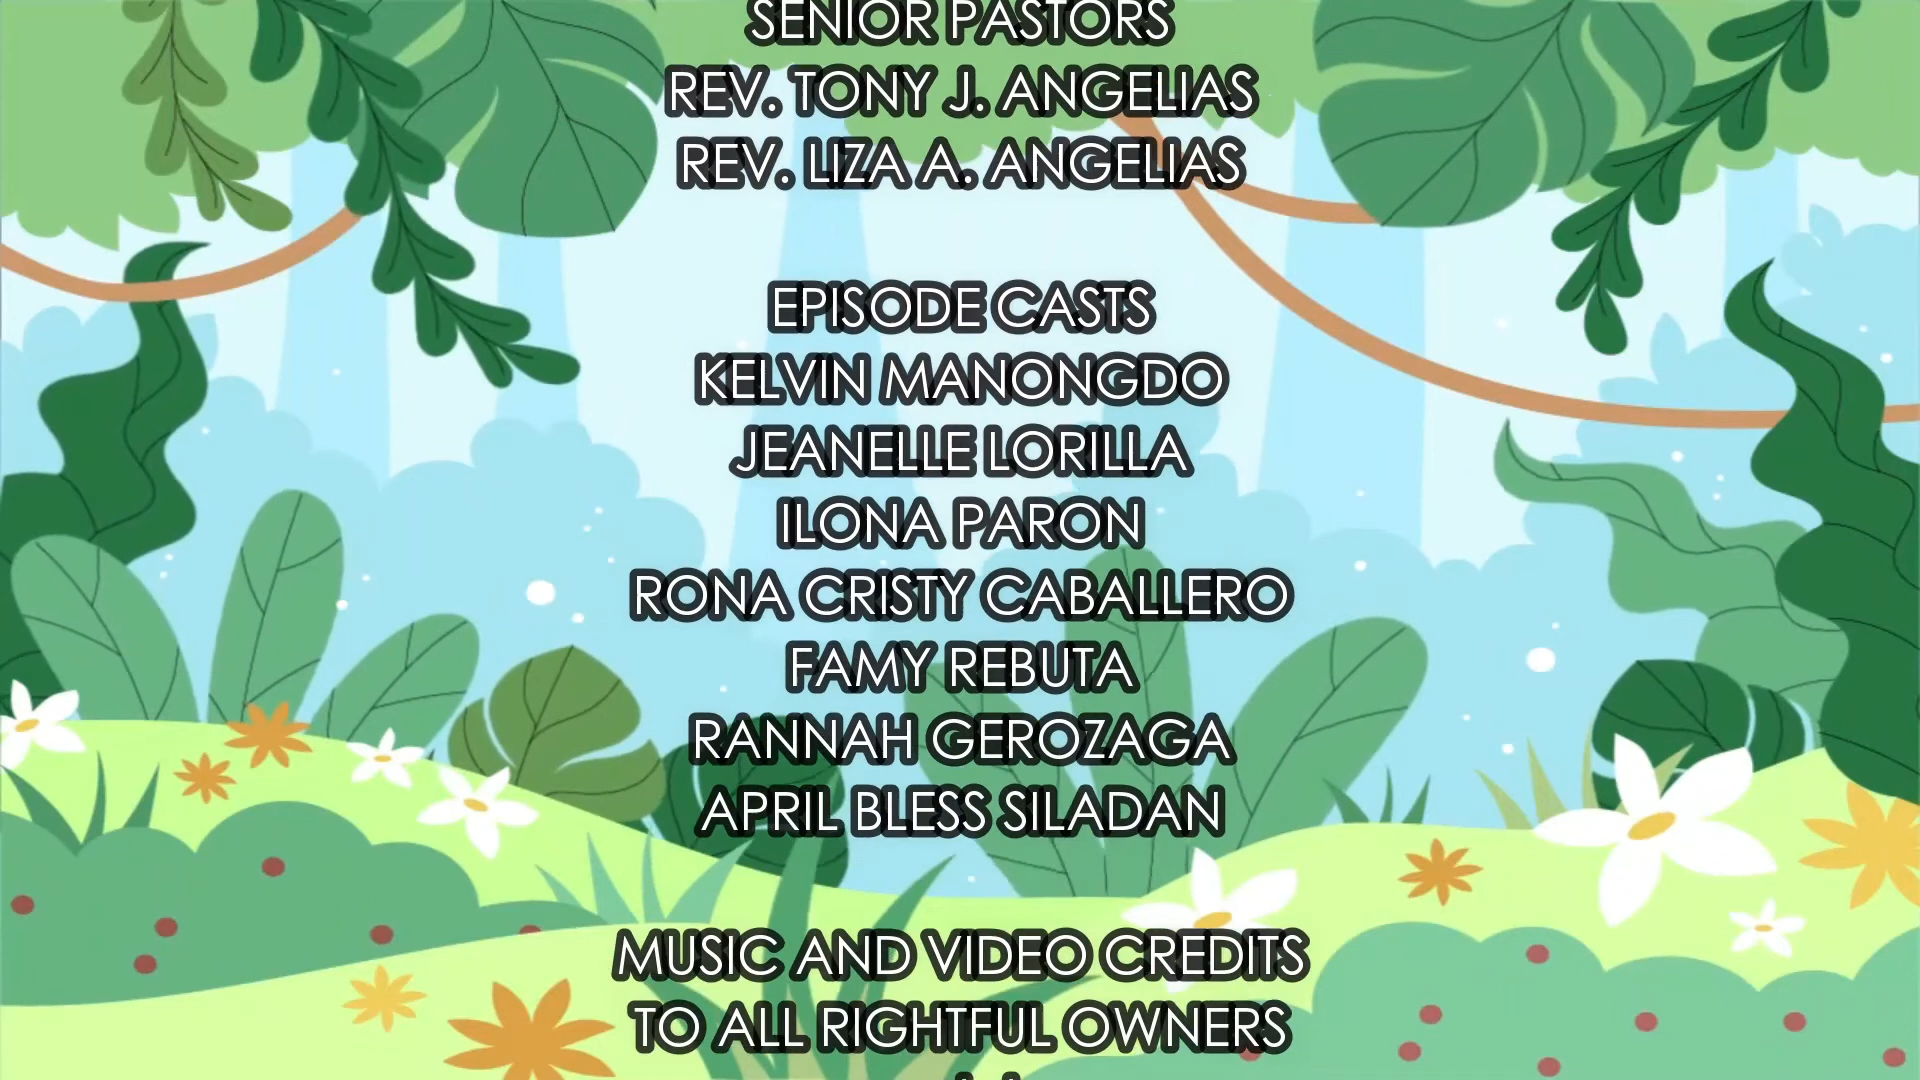 SENIOR PASTORS
REV. TONY J. ANGELIAS
REV. LIZA A. ANGELIAS
EPISODE CASTS
KELVIN MANONGDO
JEANELLE LORILLA
ILONA PARON
RONA CRISTY CABALLERO
FAMY REBUTA
RANNAH GEROZAGA
APRIL BLESS SILADAN
MUSIC AND VIDEO CREDITS
TO ALL RIGHTFUL OWNERS